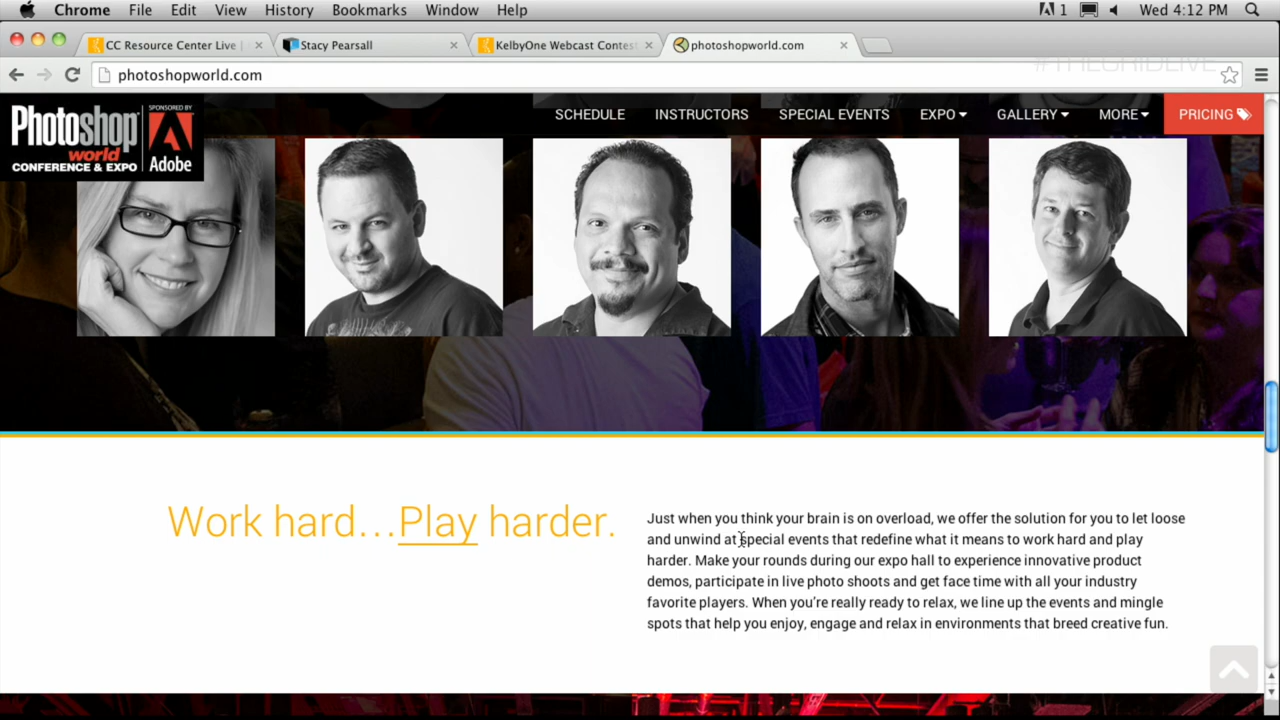 Chrome File Edit View History Bookmarks Window Help 1 Wed 4:12 PM
CC Resource Center Live | Stacy Pearsall KelbyOne Webcast Contest photoshopworld.com
#THEGRIDLIVE
photoshopworld.com
Photoshop world CONFERENCE & EXPO
SPONSORED BY Adobe
SCHEDULE INSTRUCTORS SPECIAL EVENTS EXPO GALLERY MORE PRICING
Work hard...Play harder.
Just when you think your brain is on overload, we offer the solution for you to let loose
and unwind at special events that redefine what it means to work hard and play
harder. Make your rounds during our expo hall to experience innovative product
demos, participate in live photo shoots and get face time with all your industry
favorite players. When you're really ready to relax, we line up the events and mingle
spots that help you enjoy, engage and relax in environments that breed creative fun.